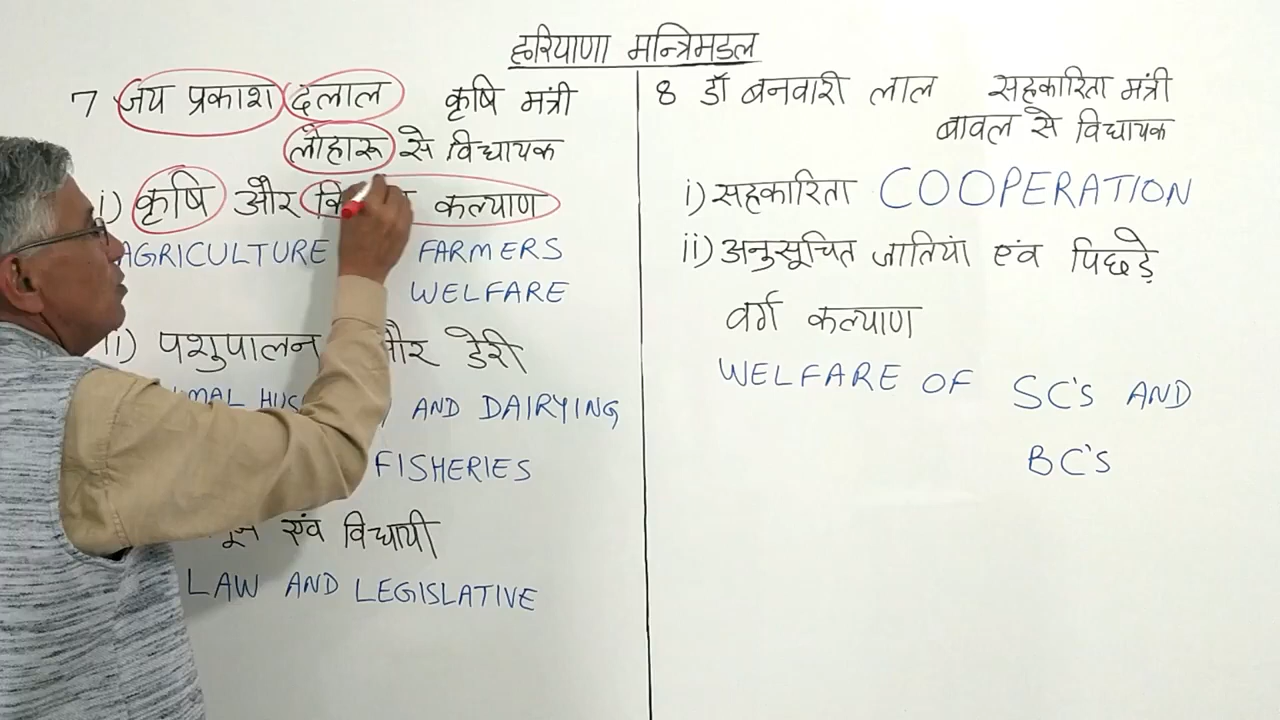 हरियाणा मन्त्रिमडल
7 जय प्रकाश दलाल कृषि मंत्री
लौहारू से विधायक
i) कृषि और कल्याण
AGRICULTURE FARMERS
WELFARE
ii) पशुपालन और डेरी
AND DAIRYING
FISHERIES
एंव विधायी
LAW AND LEGISLATIVE
8 डॉ बनवारी लाल सहकारिता मंत्री
बावल से विधायक
i) सहकारिता COOPERATION
ii) अनुसूचित जातियां एंव पिछड़े
वर्ग कल्याण
WELFARE OF SC'S AND
BC'S